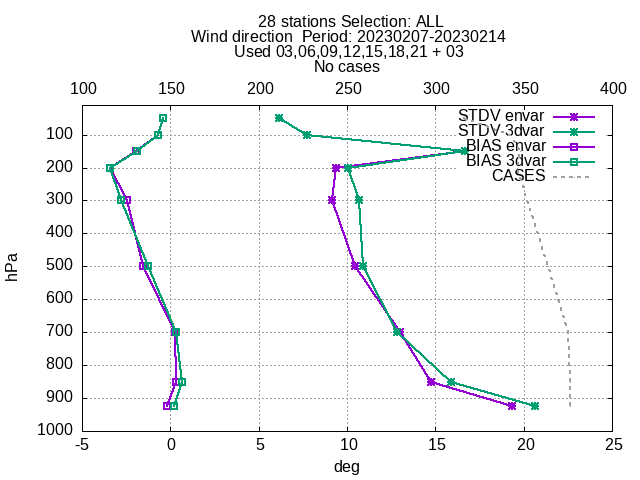 28 stations Selection: ALL
Wind direction  Period: 20230207-20230214
Used 03,06,09,12,15,18,21 + 03
No cases
100 150 200 250 300 350 400
STDV envar
STDV 3dvar
BIAS envar
BIAS 3dvar
CASES
hPa
100
200
300
400
500
600
700
800
900
1000
-5 0 5 10 15 20 25
deg